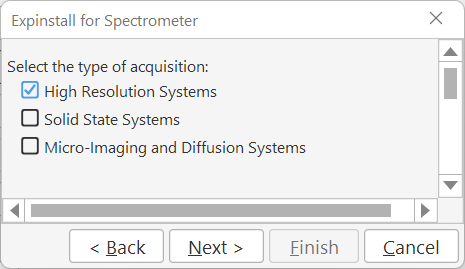 Expinstall for Spectrometer
Select the type of acquisition:
High Resolution Systems
Solid State Systems
Micro-Imaging and Diffusion Systems
< Back Next > Finish Cancel